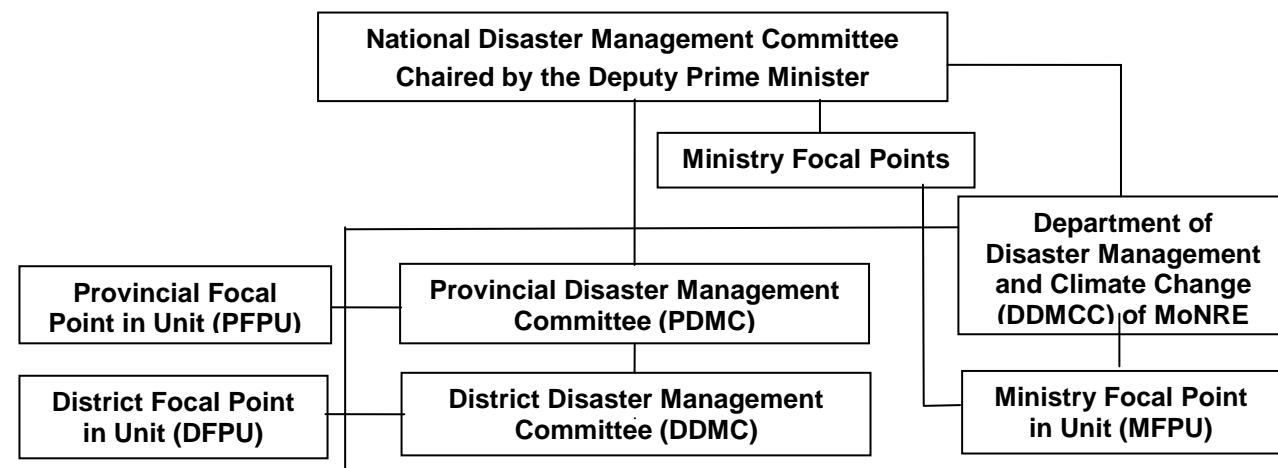 National Disaster Management Committee
Chaired by the Deputy Prime Minister
Ministry Focal Points
Department of
Disaster Management
and Climate Change
(DDMCC) of MoNRE
Provincial Focal
Point in Unit (PFPU)
Provincial Disaster Management
Committee (PDMC)
District Focal Point
in Unit (DFPU)
District Disaster Management
Committee (DDMC)
Ministry Focal Point
in Unit (MFPU)